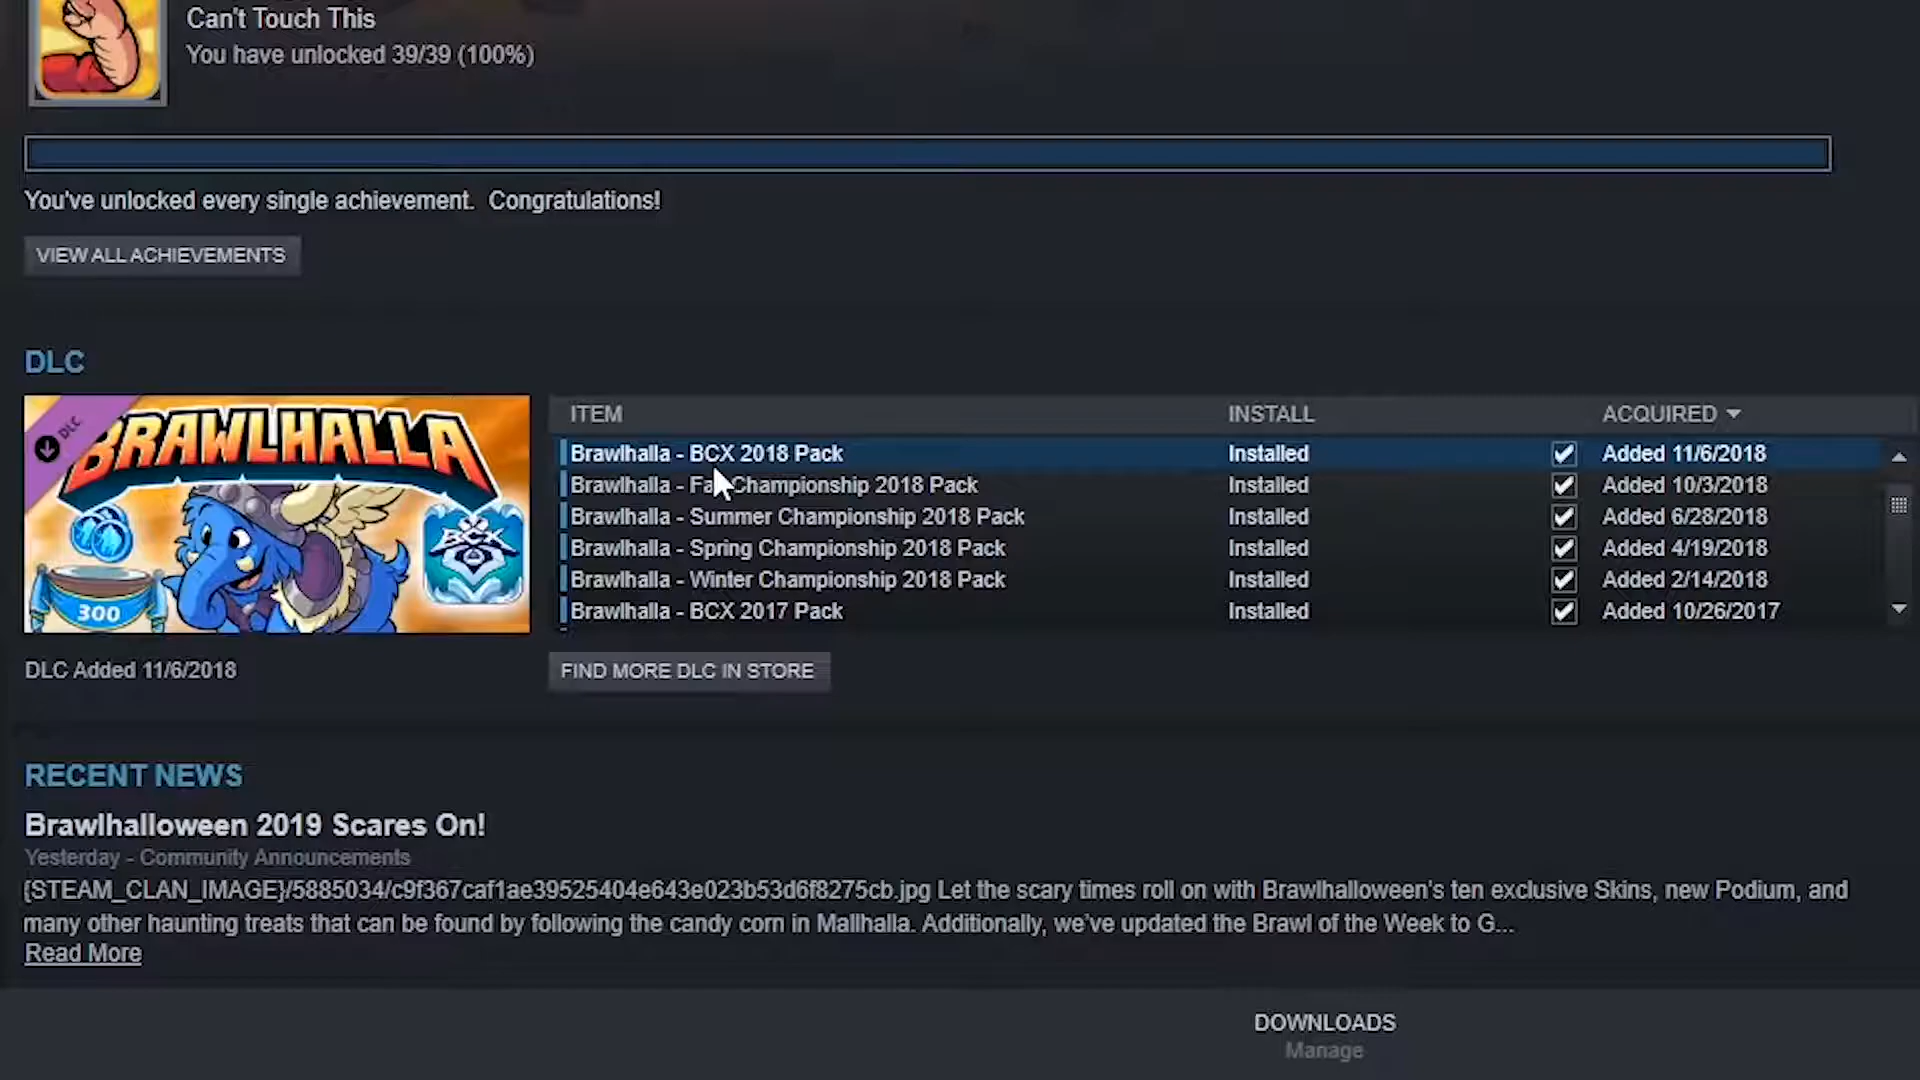 Can't Touch This
You have unlocked 39/39 (100%)
You've unlocked every single achievement.  Congratulations!
VIEW ALL ACHIEVEMENTS
DLC
DLC
BRAWLHALLA
BCX
300
ITEM INSTALL ACQUIRED
Brawlhalla - BCX 2018 Pack Installed Added 11/6/2018
Brawlhalla - Championship 2018 Pack Installed Added 10/3/2018
Brawlhalla - Summer Championship 2018 Pack Installed Added 6/28/2018
Brawlhalla - Spring Championship 2018 Pack Installed Added 4/19/2018
Brawlhalla - Winter Championship 2018 Pack Installed Added 2/14/2018
Brawlhalla - BCX 2017 Pack Installed Added 10/26/2017
DLC Added 11/6/2018
FIND MORE DLC IN STORE
RECENT NEWS
Brawlhalloween 2019 Scares On!
Yesterday - Community Announcements
{STEAM_CLAN_IMAGE}/5885034/c9f367caf1ae39525404e643e023b53d6f8275cb.jpg Let the scary times roll on with Brawlhalloween's ten exclusive Skins, new Podium, and
many other haunting treats that can be found by following the candy corn in Mallhalla. Additionally, we've updated the Brawl of the Week to G...
Read More
DOWNLOADS
Manage